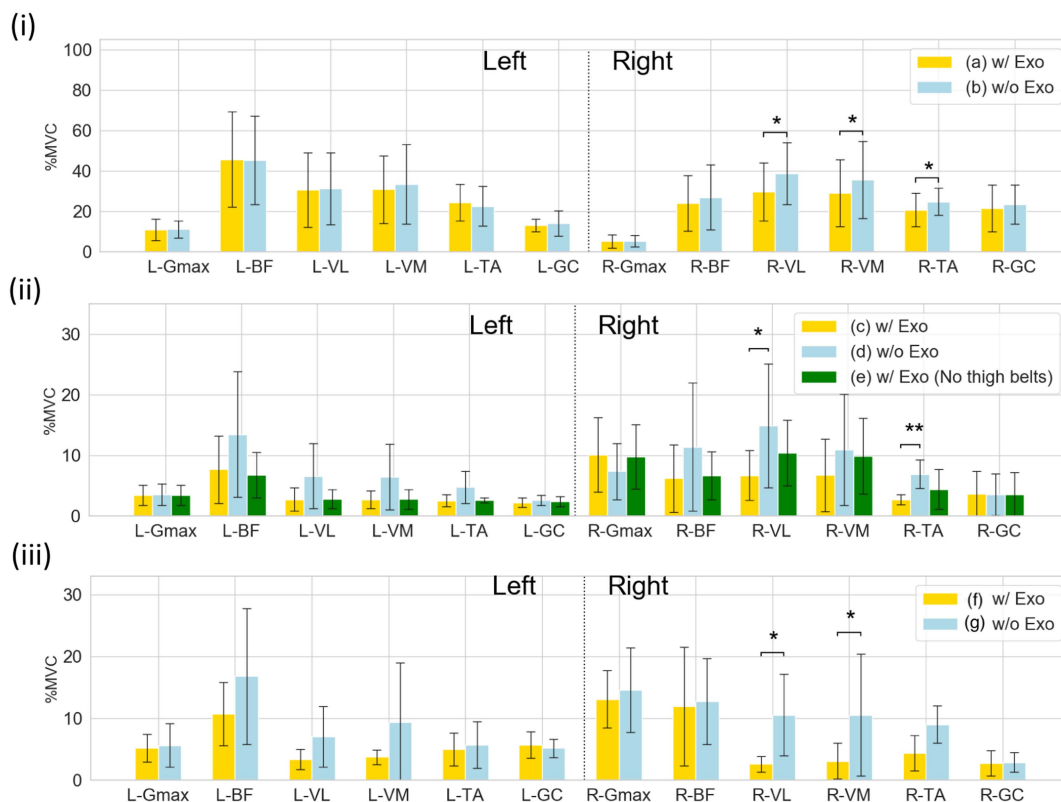 (i)
100
80
60
40
20
0
%MVC
Left
Right
(a) w/ Exo
(b) w/o Exo
*
*
*
L-Gmax L-BF L-VL L-VM L-TA L-GC R-Gmax R-BF R-VL R-VM R-TA R-GC
(ii)
30
20
10
0
%MVC
Left
Right
(c) w/ Exo
(d) w/o Exo
(e) w/ Exo (No thigh belts)
*
**
L-Gmax L-BF L-VL L-VM L-TA L-GC R-Gmax R-BF R-VL R-VM R-TA R-GC
(iii)
30
20
10
0
%MVC
Left
Right
(f) w/ Exo
(g) w/o Exo
*
*
L-Gmax L-BF L-VL L-VM L-TA L-GC R-Gmax R-BF R-VL R-VM R-TA R-GC